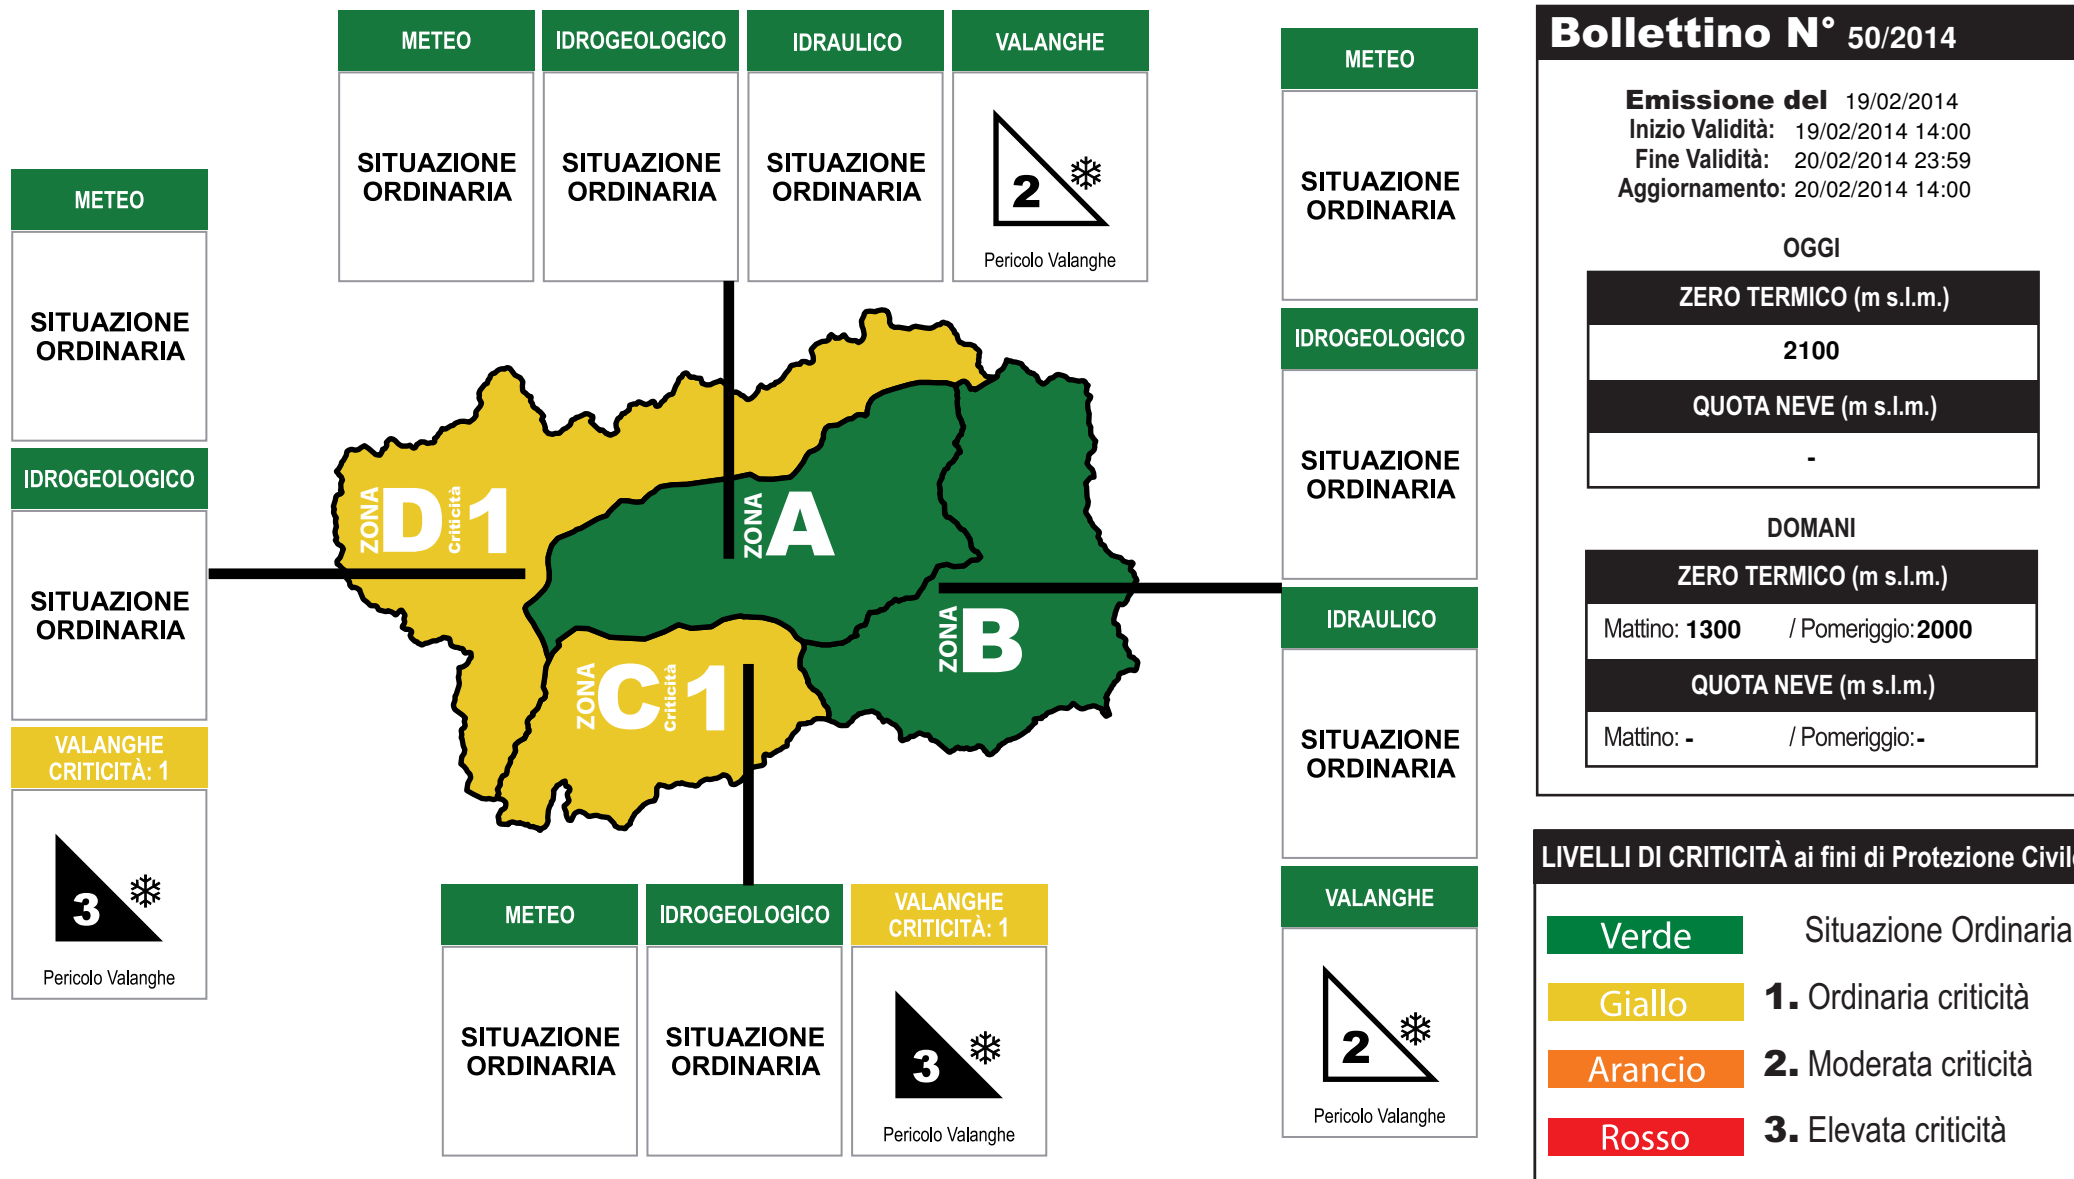 METEO
IDROGEOLOGICO
IDRAULICO
VALANGHE
SITUAZIONE
ORDINARIA
SITUAZIONE
ORDINARIA
SITUAZIONE
ORDINARIA
2
Pericolo Valanghe
METEO
SITUAZIONE
ORDINARIA
IDROGEOLOGICO
SITUAZIONE
ORDINARIA
VALANGHE
CRITICITÀ: 1
3
Pericolo Valanghe
ZONA D Criticità 1
ZONA A
ZONA B
ZONA C Criticità 1
METEO
IDROGEOLOGICO
VALANGHE
CRITICITÀ: 1
SITUAZIONE
ORDINARIA
SITUAZIONE
ORDINARIA
3
Pericolo Valanghe
METEO
SITUAZIONE
ORDINARIA
IDROGEOLOGICO
SITUAZIONE
ORDINARIA
IDRAULICO
SITUAZIONE
ORDINARIA
VALANGHE
2
Pericolo Valanghe
Bollettino N° 50/2014
Emissione del 19/02/2014
Inizio Validità: 19/02/2014 14:00
Fine Validità: 20/02/2014 23:59
Aggiornamento: 20/02/2014 14:00
OGGI
ZERO TERMICO (m s.l.m.)
2100
QUOTA NEVE (m s.l.m.)
-
DOMANI
ZERO TERMICO (m s.l.m.)
Mattino: 1300 / Pomeriggio: 2000
QUOTA NEVE (m s.l.m.)
Mattino: - / Pomeriggio: -
LIVELLI DI CRITICITÀ ai fini di Protezione Civile
Verde Situazione Ordinaria
Giallo 1. Ordinaria criticità
Arancio 2. Moderata criticità
Rosso 3. Elevata criticità